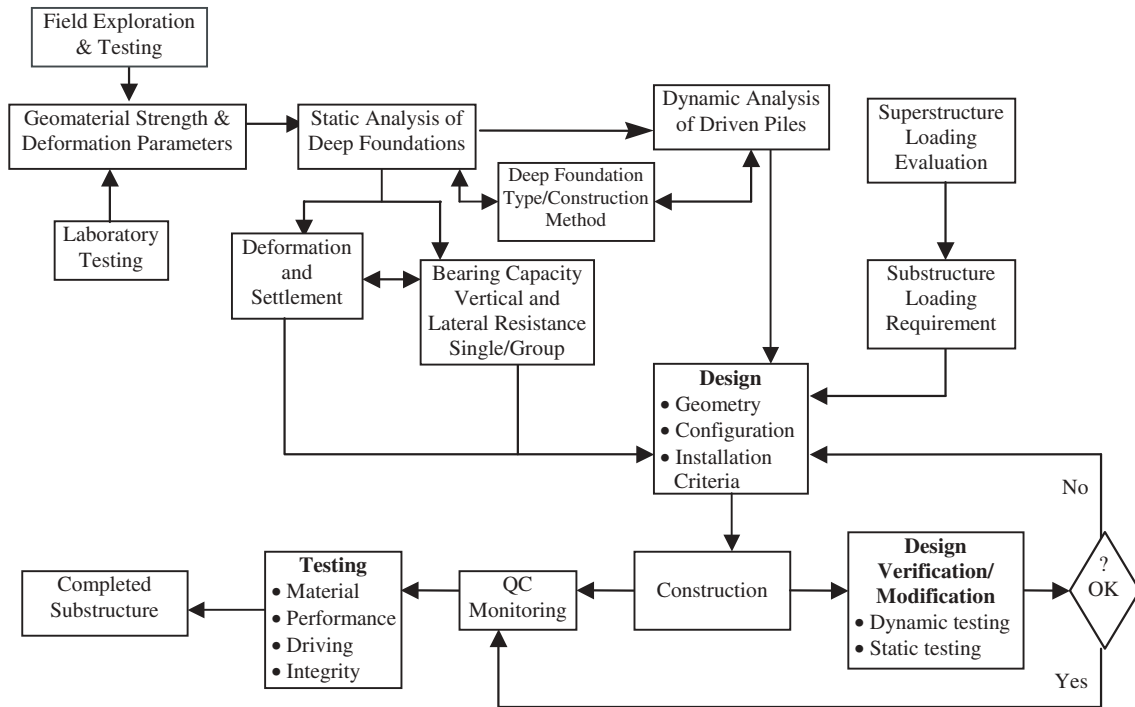 Field Exploration
& Testing
Geomaterial Strength &
Deformation Parameters
Laboratory
Testing
Static Analysis of
Deep Foundations
Dynamic Analysis
of Driven Piles
Deep Foundation
Type/Construction
Method
Superstructure
Loading
Evaluation
Substructure
Loading
Requirement
Deformation
and
Settlement
Bearing Capacity
Vertical and
Lateral Resistance
Single/Group
Design
• Geometry
• Configuration
• Installation
Criteria
No
Completed
Substructure
Testing
• Material
• Performance
• Driving
• Integrity
QC
Monitoring
Construction
Design
Verification/
Modification
• Dynamic testing
• Static testing
?
OK
Yes